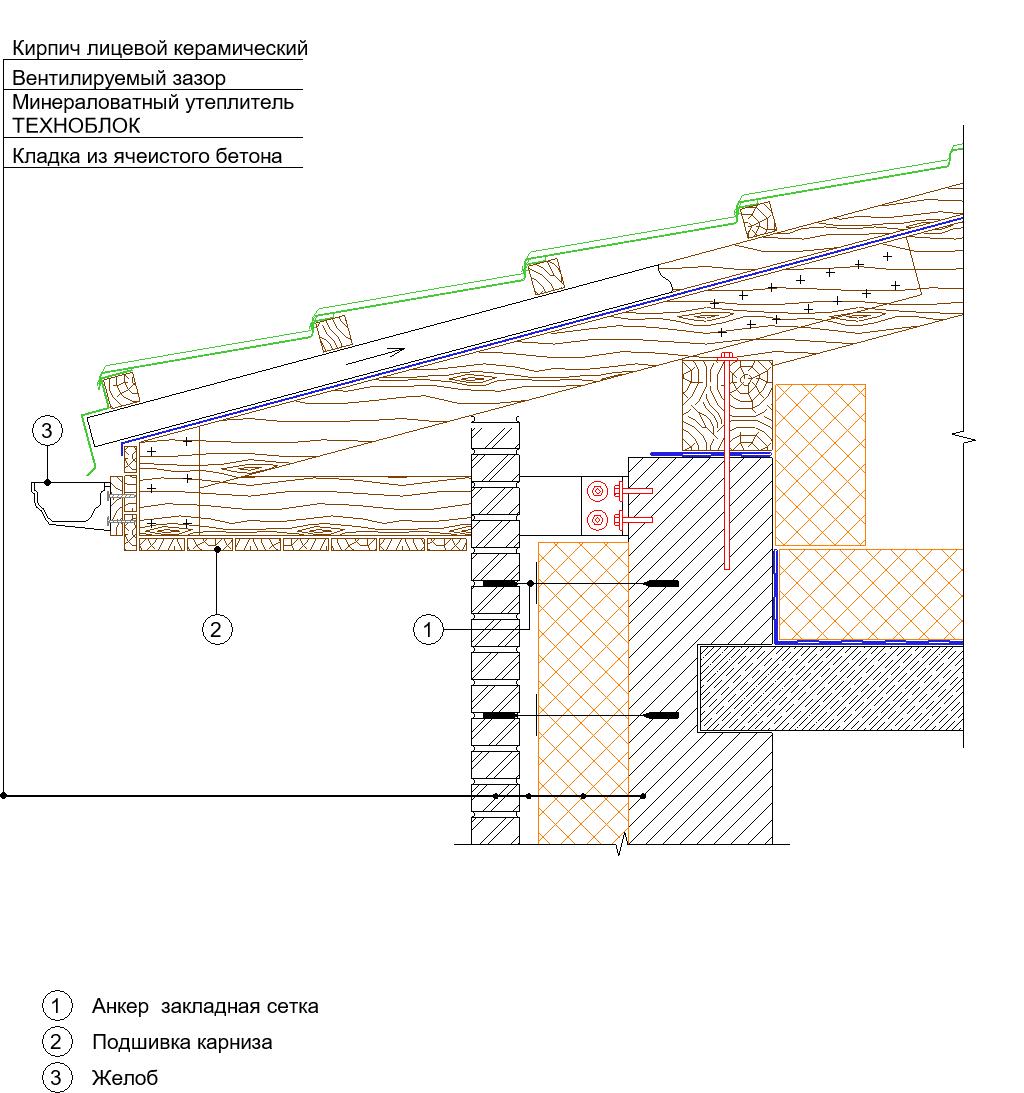 Кирпич лицевой керамический
Вентилируемый зазор
Минераловатный утеплитель
ТЕХНОБЛОК
Кладка из ячеистого бетона
3
2
1
1 Анкер закладная сетка
2 Подшивка карниза
3 Желоб